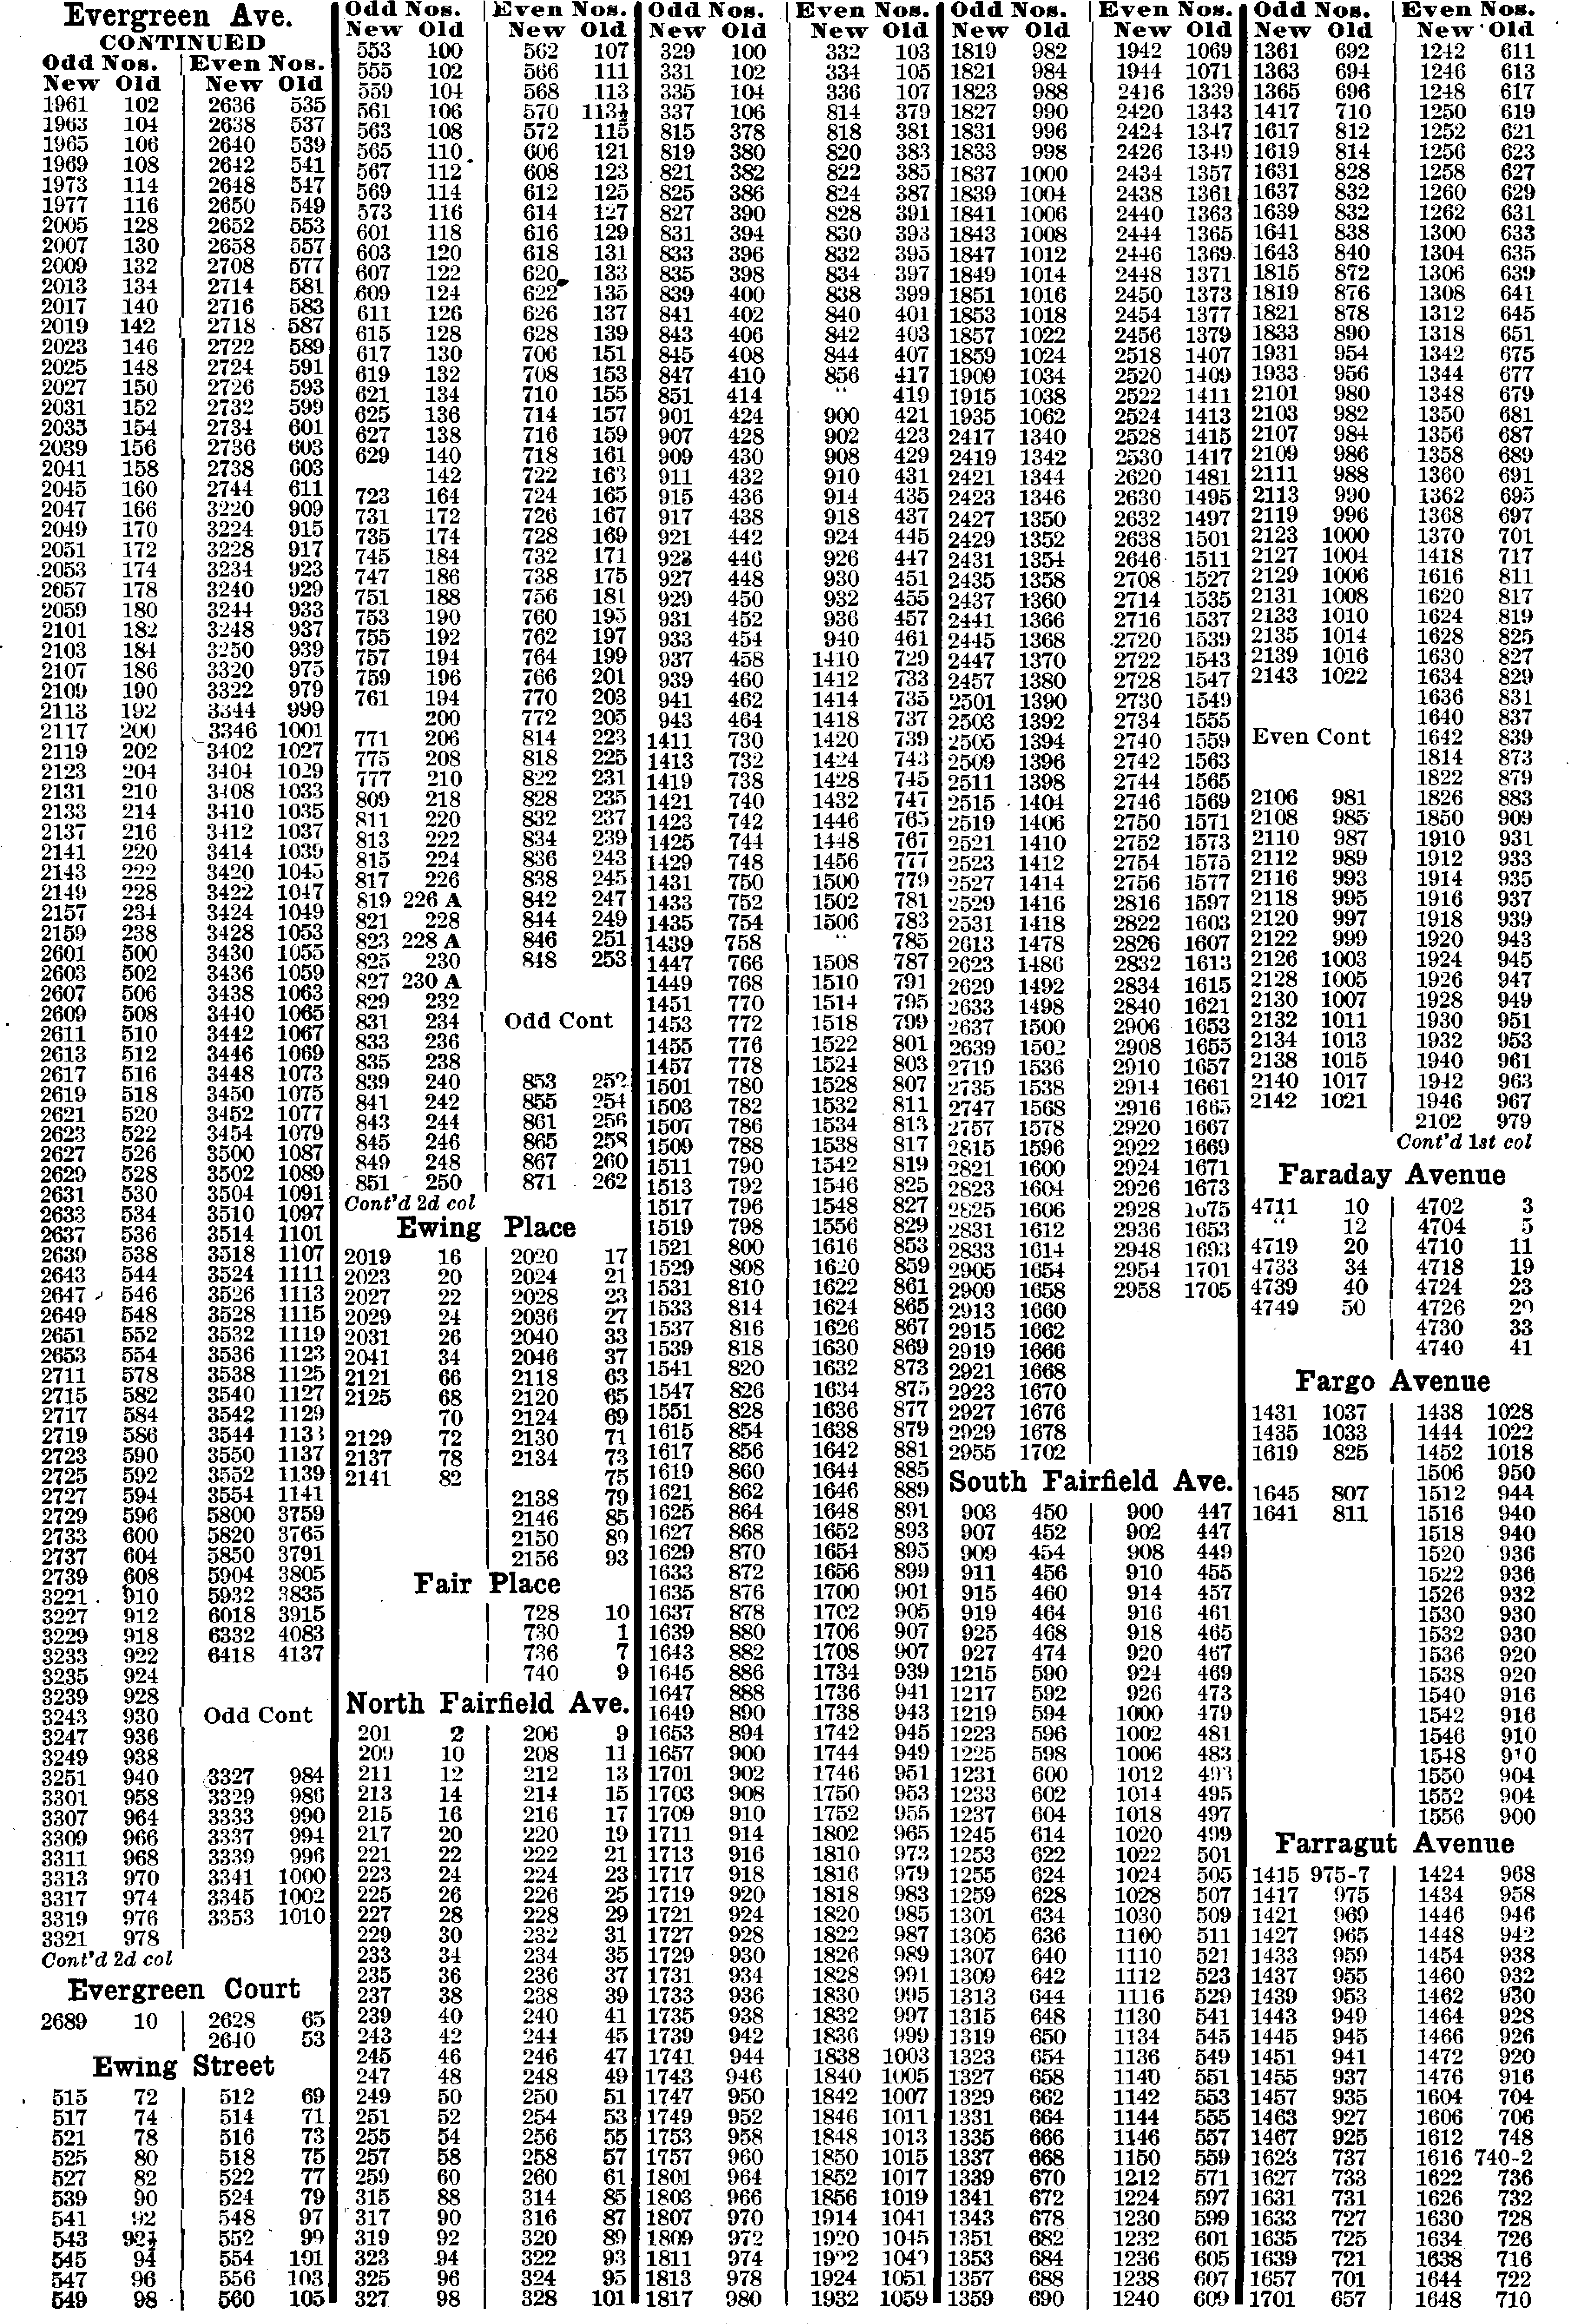 Evergreen Ave.
CONTINUED
Odd Nos. Even Nos.
New Old New Old
1961 102 2636 535
1963 104 2638 537
1965 106 2640 539
1969 108 2642 541
1973 114 2648 547
1977 116 2650 549
2005 128 2652 553
2007 130 2658 557
2009 132 2708 577
2013 134 2714 581
2017 140 2716 583
2019 142 2718 587
2023 146 2722 589
2025 148 2724 591
2027 150 2726 593
2031 152 2732 599
2035 154 2734 601
2039 156 2736 603
2041 158 2738 603
2045 160 2744 611
2047 166 3220 909
2049 170 3224 915
2051 172 3228 917
2053 174 3234 923
2057 178 3240 929
2059 180 3244 933
2101 182 3248 937
2103 184 3250 939
2107 186 3320 975
2109 190 3322 979
2113 192 3344 999
2117 200 3346 1001
2119 202 3402 1027
2123 204 3404 1029
2131 210 3408 1033
2133 214 3410 1035
2137 216 3412 1037
2141 220 3414 1039
2143 222 3420 1045
2149 228 3422 1047
2157 234 3424 1049
2159 238 3428 1053
2601 500 3430 1055
2603 502 3436 1059
2607 506 3438 1063
2609 508 3440 1065
2611 510 3442 1067
2613 512 3446 1069
2617 516 3448 1073
2619 518 3450 1075
2621 520 3452 1077
2623 522 3454 1079
2627 526 3500 1087
2629 528 3502 1089
2631 530 3504 1091
2633 534 3510 1097
2637 536 3514 1101
2639 538 3518 1107
2643 544 3524 1111
2647 546 3526 1113
2649 548 3528 1115
2651 552 3532 1119
2653 554 3536 1123
2711 578 3538 1125
2715 582 3540 1127
2717 584 3542 1129
2719 586 3544 1133
2723 590 3550 1137
2725 592 3552 1139
2727 594 3554 1141
2729 596 5800 3759
2733 600 5820 3765
2737 604 5850 3791
2739 608 5904 3805
3221 910 5932 3835
3227 912 6018 3915
3229 918 6332 4083
3233 922 6418 4137
3235 924
3239 928
3243 930 Odd Cont
3247 936
3249 938
3251 940 3327 984
3301 958 3329 986
3307 964 3333 990
3309 966 3337 994
3311 968 3339 996
3313 970 3341 1000
3317 974 3345 1002
3319 976 3353 1010
3321 978
Cont'd 2d col
Evergreen Court
2689 10 2628 65
2640 53
Ewing Street
515 72 512 69
517 74 514 71
521 78 516 73
525 80 518 75
527 82 522 77
539 90 524 79
541 92 548 97
543 92½ 552 99
545 94 554 101
547 96 556 103
549 98 560 105
Odd Nos. Even Nos.
New Old New Old
553 100 562 107
555 102 566 111
559 104 568 113
561 106 570 113½
563 108 572 115
565 110 606 121
567 112 608 123
569 114 612 125
573 116 614 127
601 118 616 129
603 120 618 131
607 122 620 133
609 124 622 135
611 126 626 137
615 128 628 139
617 130 706 151
619 132 708 153
621 134 710 155
625 136 714 157
627 138 716 159
629 140 718 161
142 722 163
723 164 724 165
731 172 726 167
735 174 728 169
745 184 732 171
747 186 738 175
751 188 756 181
753 190 760 195
755 192 762 197
757 194 764 199
759 196 766 201
761 194 770 203
200 772 205
771 206 814 223
775 208 818 225
777 210 822 231
809 218 828 235
811 220 832 237
813 222 834 239
815 224 836 243
817 226 838 245
819 226 A 842 247
821 228 844 249
823 228 A 846 251
825 230 848 253
827 230 A
829 232
831 234 Odd Cont
833 236
835 238
839 240 853 252
841 242 855 254
843 244 861 256
845 246 865 258
849 248 867 260
851 250 871 262
Cont'd 2d col
Ewing Place
2019 16 2020 17
2023 20 2024 21
2027 22 2028 23
2029 24 2036 27
2031 26 2040 33
2041 34 2046 37
2121 66 2118 63
2125 68 2120 65
70 2124 69
2129 72 2130 71
2137 78 2134 73
2141 82 75
2138 79
2146 85
2150 89
2156 93
Fair Place
728 10
730 1
736 7
740 9
North Fairfield Ave.
201 2 206 9
209 10 208 11
211 12 212 13
213 14 214 15
215 16 216 17
217 20 220 19
221 22 222 21
223 24 224 23
225 26 226 25
227 28 228 29
229 30 232 31
233 34 234 35
235 36 236 37
237 38 238 39
239 40 240 41
243 42 244 45
245 46 246 47
247 48 248 49
249 50 250 51
251 52 254 53
255 54 256 55
257 58 258 57
259 60 260 61
315 88 314 85
317 90 316 87
319 92 320 89
323 94 322 93
325 96 324 95
327 98 328 101
Odd Nos. Even Nos.
New Old New Old
329 100 332 103
331 102 334 105
335 104 336 107
337 106 814 379
815 378 818 381
819 380 820 383
821 382 822 385
825 386 824 387
827 390 828 391
831 394 830 393
833 396 832 395
835 398 834 397
839 400 838 399
841 402 840 401
843 406 842 403
845 408 844 407
847 410 856 417
851 414 " 419
901 424 900 421
907 428 902 423
909 430 908 429
911 432 910 431
915 436 914 435
917 438 918 437
921 442 924 445
923 446 926 447
927 448 930 451
929 450 932 455
931 452 936 457
933 454 940 461
937 458 1410 729
939 460 1412 733
941 462 1414 735
943 464 1418 737
1411 730 1420 739
1413 732 1424 743
1419 738 1428 745
1421 740 1432 747
1423 742 1446 765
1425 744 1448 767
1429 748 1456 777
1431 750 1500 779
1433 752 1502 781
1435 754 1506 783
1439 758 " 785
1447 766 1508 787
1449 768 1510 791
1451 770 1514 795
1453 772 1518 799
1455 776 1522 801
1457 778 1524 803
1501 780 1528 807
1503 782 1532 811
1507 786 1534 813
1509 788 1538 817
1511 790 1542 819
1513 792 1546 825
1517 796 1548 827
1519 798 1556 829
1521 800 1616 853
1529 808 1620 859
1531 810 1622 861
1533 814 1624 865
1537 816 1626 867
1539 818 1630 869
1541 820 1632 873
1547 826 1634 875
1551 828 1636 877
1615 854 1638 879
1617 856 1642 881
1619 860 1644 885
1621 862 1646 889
1625 864 1648 891
1627 868 1652 893
1629 870 1654 895
1633 872 1656 899
1635 876 1700 901
1637 878 1702 905
1639 880 1706 907
1643 882 1708 907
1645 886 1734 939
1647 888 1736 941
1649 890 1738 943
1653 894 1742 945
1657 900 1744 949
1701 902 1746 951
1703 908 1750 953
1709 910 1752 955
1711 914 1802 965
1713 916 1810 973
1717 918 1816 979
1719 920 1818 983
1721 924 1820 985
1727 928 1822 987
1729 930 1826 989
1731 934 1828 991
1733 936 1830 995
1735 938 1832 997
1739 942 1836 999
1741 944 1838 1003
1743 946 1840 1005
1747 950 1842 1007
1749 952 1846 1011
1753 958 1848 1013
1757 960 1850 1015
1801 964 1852 1017
1803 966 1856 1019
1807 970 1914 1041
1809 972 1920 1045
1811 974 1922 1049
1813 978 1924 1051
1817 980 1932 1059
Odd Nos. Even Nos.
New Old New Old
1819 982 1942 1069
1821 984 1944 1071
1823 988 2416 1339
1827 990 2420 1343
1831 996 2424 1347
1833 998 2426 1349
1837 1000 2434 1357
1839 1004 2438 1361
1841 1006 2440 1363
1843 1008 2444 1365
1847 1012 2446 1369
1849 1014 2448 1371
1851 1016 2450 1373
1853 1018 2454 1377
1857 1022 2456 1379
1859 1024 2518 1407
1909 1034 2520 1409
1915 1038 2522 1411
1935 1062 2524 1413
2417 1340 2528 1415
2419 1342 2530 1417
2421 1344 2620 1481
2423 1346 2630 1495
2427 1350 2632 1497
2429 1352 2638 1501
2431 1354 2646 1511
2435 1358 2708 1527
2437 1360 2714 1535
2441 1366 2716 1537
2445 1368 2720 1539
2447 1370 2722 1543
2457 1380 2728 1547
2501 1390 2730 1549
2503 1392 2734 1555
2505 1394 2740 1559
2509 1396 2742 1563
2511 1398 2744 1565
2515 1404 2746 1569
2519 1406 2750 1571
2521 1410 2752 1573
2523 1412 2754 1575
2527 1414 2756 1577
2529 1416 2816 1597
2531 1418 2822 1603
2613 1478 2826 1607
2623 1486 2832 1613
2629 1492 2834 1615
2633 1498 2840 1621
2637 1500 2906 1653
2639 1502 2908 1655
2719 1536 2910 1657
2735 1538 2914 1661
2747 1568 2916 1665
2757 1578 2920 1667
2815 1596 2922 1669
2821 1600 2924 1671
2823 1604 2926 1673
2825 1606 2928 1675
2831 1612 2936 1653
2833 1614 2948 1693
2905 1654 2954 1701
2909 1658 2958 1705
2913 1660
2915 1662
2919 1666
2921 1668
2923 1670
2927 1676
2929 1678
2955 1702
South Fairfield Ave.
903 450 900 447
907 452 902 447
909 454 908 449
911 456 910 455
915 460 914 457
919 464 916 461
925 468 918 465
927 474 920 467
1215 590 924 469
1217 592 926 473
1219 594 1000 479
1223 596 1002 481
1225 598 1006 483
1231 600 1012 493
1233 602 1014 495
1237 604 1018 497
1245 614 1020 499
1253 622 1022 501
1255 624 1024 505
1259 628 1028 507
1301 634 1030 509
1305 636 1100 511
1307 640 1110 521
1309 642 1112 523
1313 644 1116 529
1315 648 1130 541
1319 650 1134 545
1323 654 1136 549
1327 658 1140 551
1329 662 1142 553
1331 664 1144 555
1335 666 1146 557
1337 668 1150 559
1339 670 1212 571
1341 672 1224 597
1343 678 1230 599
1351 682 1232 601
1353 684 1236 605
1357 688 1238 607
1359 690 1240 609
Odd Nos. Even Nos.
New Old New Old
1361 692 1242 611
1363 694 1246 613
1365 696 1248 617
1417 710 1250 619
1617 812 1252 621
1619 814 1256 623
1631 828 1258 627
1637 832 1260 629
1639 832 1262 631
1641 838 1300 633
1643 840 1304 635
1815 872 1306 639
1819 876 1308 641
1821 878 1312 645
1833 890 1318 651
1931 954 1342 675
1933 956 1344 677
2101 980 1348 679
2103 982 1350 681
2107 984 1356 687
2109 986 1358 689
2111 988 1360 691
2113 990 1362 695
2119 996 1368 697
2123 1000 1370 701
2127 1004 1418 717
2129 1006 1616 811
2131 1008 1620 817
2133 1010 1624 819
2135 1014 1628 825
2139 1016 1630 827
2143 1022 1634 829
1636 831
1640 837
Even Cont 1642 839
1814 873
1822 879
2106 981 1826 883
2108 985 1850 909
2110 987 1910 931
2112 989 1912 933
2116 993 1914 935
2118 995 1916 937
2120 997 1918 939
2122 999 1920 943
2126 1003 1924 945
2128 1005 1926 947
2130 1007 1928 949
2132 1011 1930 951
2134 1013 1932 953
2138 1015 1940 961
2140 1017 1942 963
2142 1021 1946 967
2102 979
Cont'd 1st col
Faraday Avenue
4711 10 4702 3
" 12 4704 5
4719 20 4710 11
4733 34 4718 19
4739 40 4724 23
4749 50 4726 29
4730 33
4740 41
Fargo Avenue
1431 1037 1438 1028
1435 1033 1444 1022
1619 825 1452 1018
1506 950
1645 807 1512 944
1641 811 1516 940
1518 940
1520 936
1522 936
1526 932
1530 930
1532 930
1536 920
1538 920
1540 916
1542 916
1546 910
1548 910
1550 904
1552 904
1556 900
Farragut Avenue
1415 975-7 1424 968
1417 975 1434 958
1421 969 1446 946
1427 965 1448 942
1433 959 1454 938
1437 955 1460 932
1439 953 1462 930
1443 949 1464 928
1445 945 1466 926
1451 941 1472 920
1455 937 1476 916
1457 935 1604 704
1463 927 1606 706
1467 925 1612 748
1623 737 1616 740-2
1627 733 1622 736
1631 731 1626 732
1633 727 1630 728
1635 725 1634 726
1639 721 1638 716
1657 701 1644 722
1701 657 1648 710